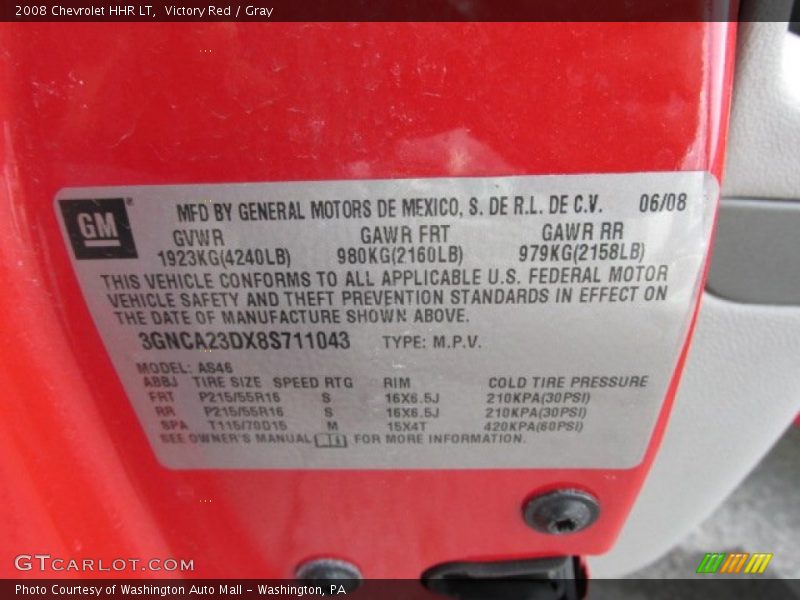 2008 Chevrolet HHR LT, Victory Red / Gray
GM
MFD BY GENERAL MOTORS DE MEXICO, S. DE R.L. DE C.V. 06/08
GVWR GAWR FRT GAWR RR
1923KG(4240LB) 980KG(2160LB) 979KG(2158LB)
THIS VEHICLE CONFORMS TO ALL APPLICABLE U.S. FEDERAL MOTOR
VEHICLE SAFETY AND THEFT PREVENTION STANDARDS IN EFFECT ON
THE DATE OF MANUFACTURE SHOWN ABOVE.
3GNCA23DX8S711043 TYPE: M.P.V.
MODEL: AS46
ABBJ TIRE SIZE SPEED RTG RIM COLD TIRE PRESSURE
FRT P215/55R16 S 16X6.5J 210KPA(30PSI)
RR P215/55R16 S 16X6.5J 210KPA(30PSI)
SPA T115/70D15 M 15X4T 420KPA(60PSI)
SEE OWNER'S MANUAL FOR MORE INFORMATION.
GTCARLOT.COM
Photo Courtesy of Washington Auto Mall - Washington, PA